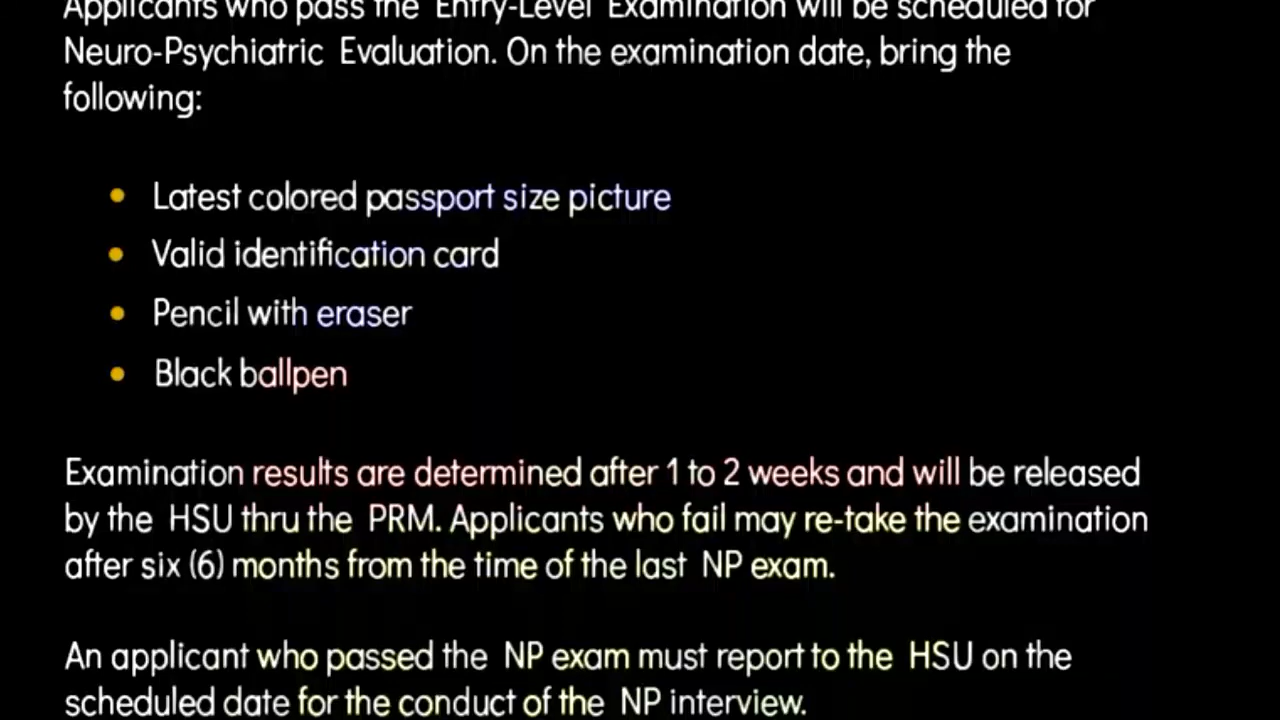 Applicants who pass the Entry-Level Examination will be scheduled for
Neuro-Psychiatric Evaluation. On the examination date, bring the
following:
• Latest colored passport size picture
• Valid identification card
• Pencil with eraser
• Black ballpen
Examination results are determined after 1 to 2 weeks and will be released
by the HSU thru the PRM. Applicants who fail may re-take the examination
after six (6) months from the time of the last NP exam.
An applicant who passed the NP exam must report to the HSU on the
scheduled date for the conduct of the NP interview.